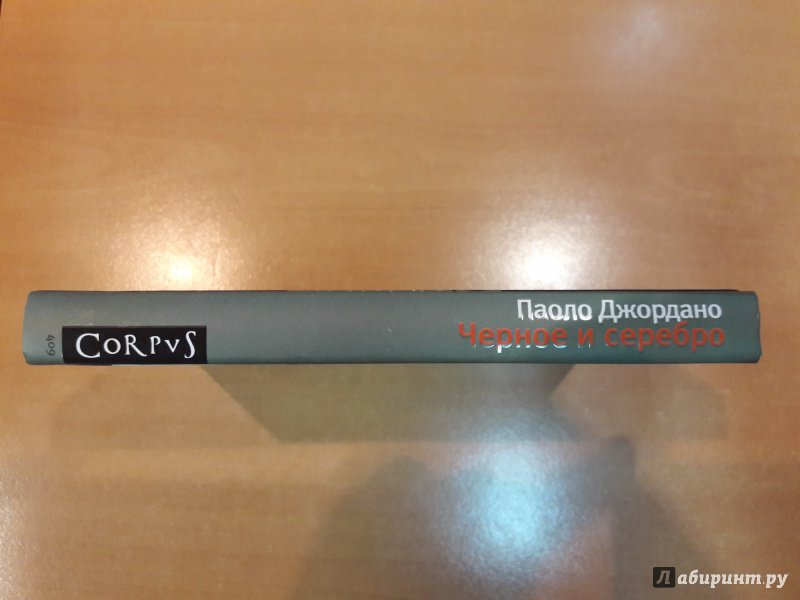 Паоло Джордано
Черное и серебро
CORPVS
409
Лабиринт.ру